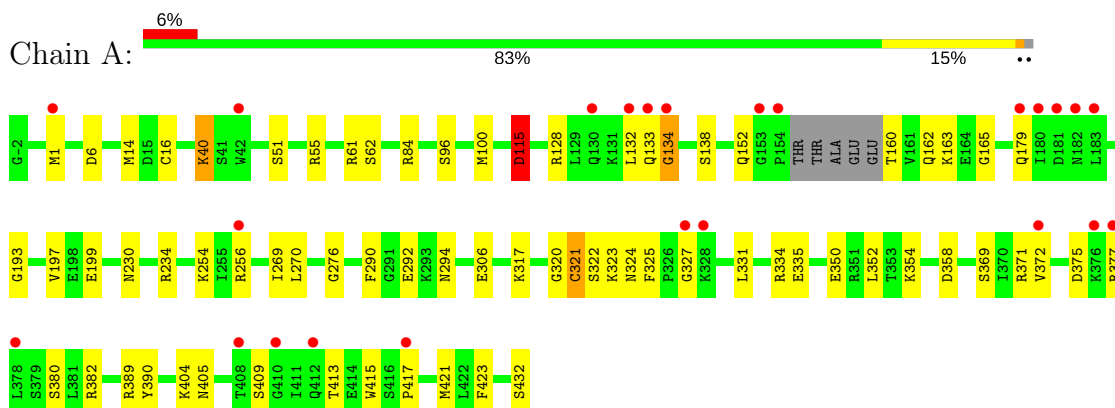 6%
Chain A:
83% 15% ••
G-2 M1 D6 M14 D15 C16 K40 S41 W42 S51 R55 R61 S62 R84 S96 M100 D115 R128 L129 Q130 K131 L132 Q133 G134 S138 Q152 G153 P154 THR THR ALA GLU GLU T160 V161 Q162 K163 E164 G165 Q179 I180 D181 N182 L183
G193 V197 E198 E199 N230 R234 K254 I255 R256 I269 L270 G276 F290 G291 E292 K293 N294 E306 K317 G320 C321 S322 K323 N324 F325 P326 G327 K328 L331 R334 E335 E350 R351 L352 T353 K354 D358 S369 I370 R371 V372 D375 K376 R377
L378 S379 S380 L381 R382 R389 Y390 K404 N405 T408 S409 G410 I411 Q412 T413 E414 W415 S416 P417 M421 L422 F423 S432